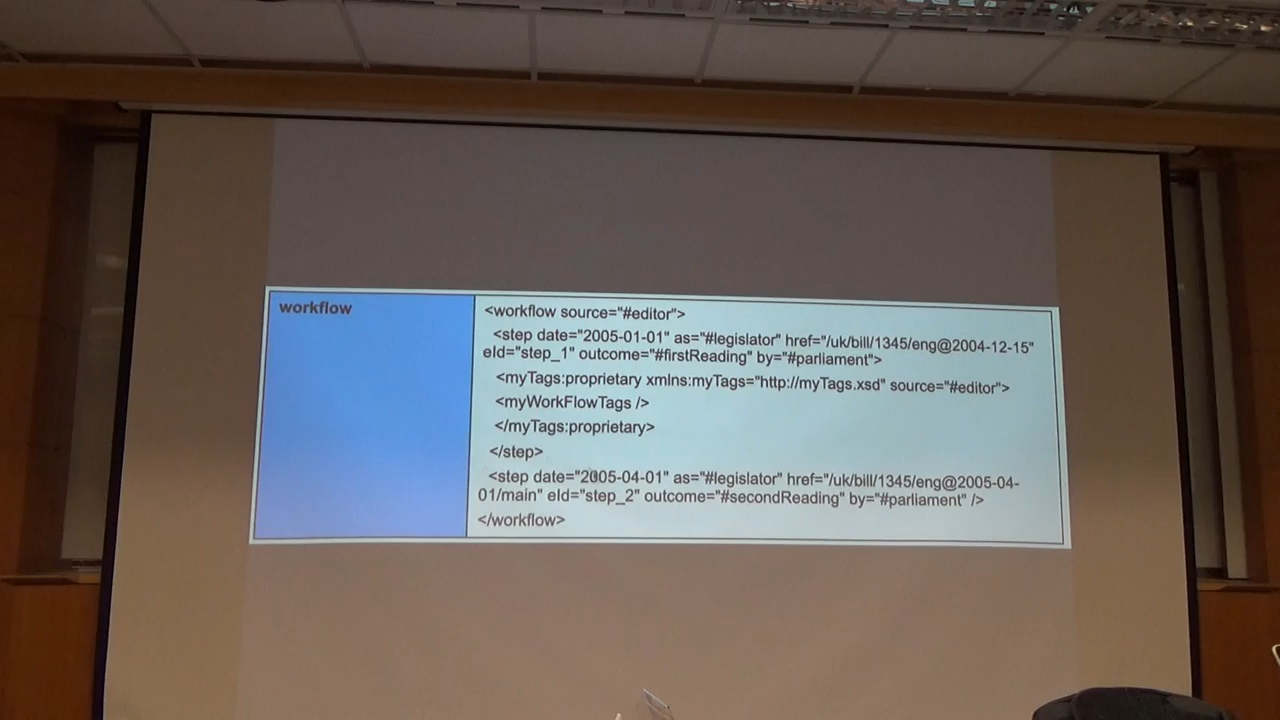 workflow
<workflow source="#editor">
<step date="2005-01-01" as="#legislator" href="/uk/bill/1345/eng@2004-12-15"
eId="step_1" outcome="#firstReading" by="#parliament">
<myTags:proprietary xmlns:myTags="http://myTags.xsd" source="#editor">
<myWorkFlowTags />
</myTags:proprietary>
</step>
<step date="2005-04-01" as="#legislator" href="/uk/bill/1345/eng@2005-04-
01/main" eId="step_2" outcome="#secondReading" by="#parliament" />
</workflow>